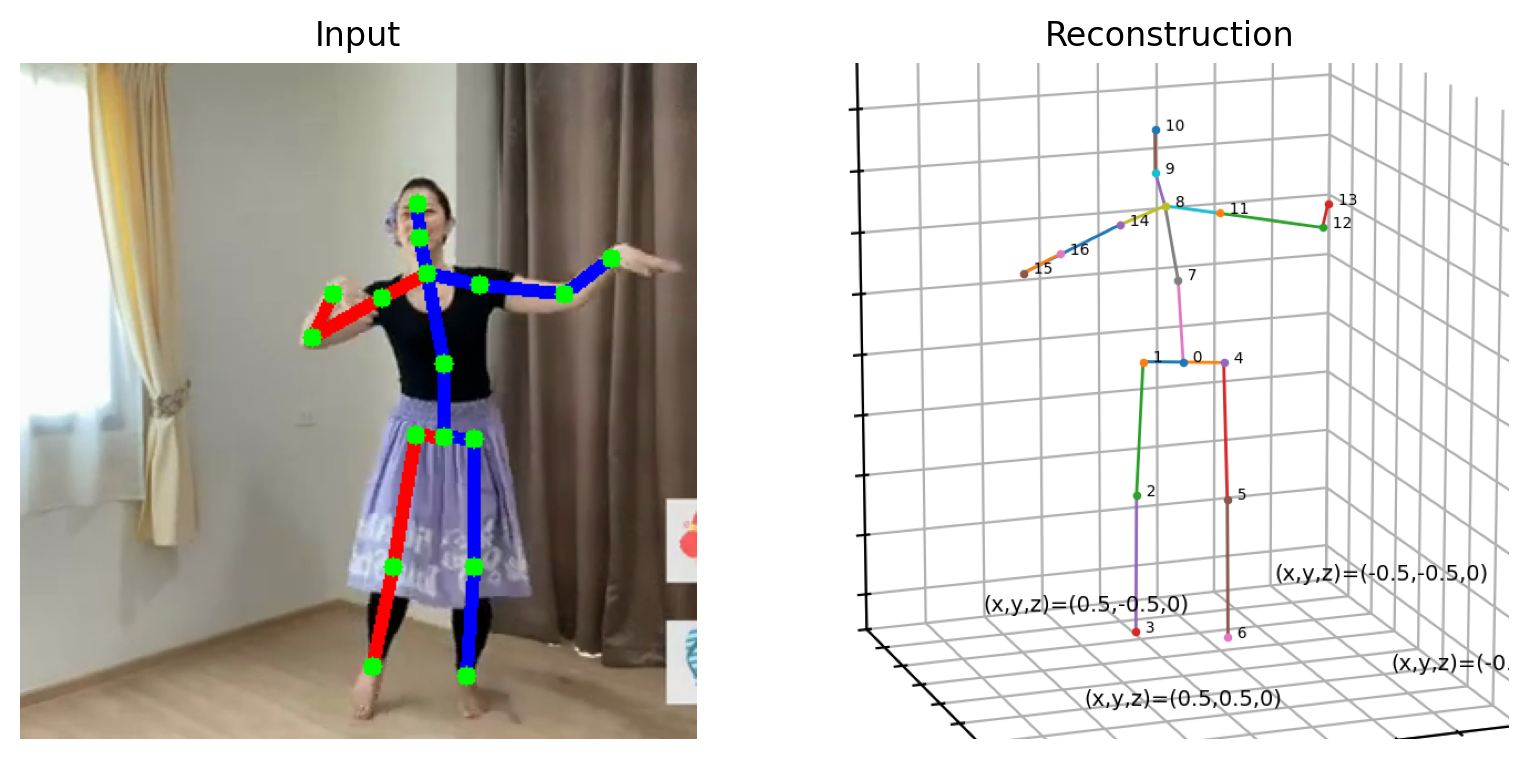 Input
Reconstruction
10
9
8
11
13
12
14
16
15
7
1
0
4
2
5
3
6
(x,y,z)=(-0.5,-0.5,0)
(x,y,z)=(0.5,-0.5,0)
(x,y,z)=(-0.
(x,y,z)=(0.5,0.5,0)